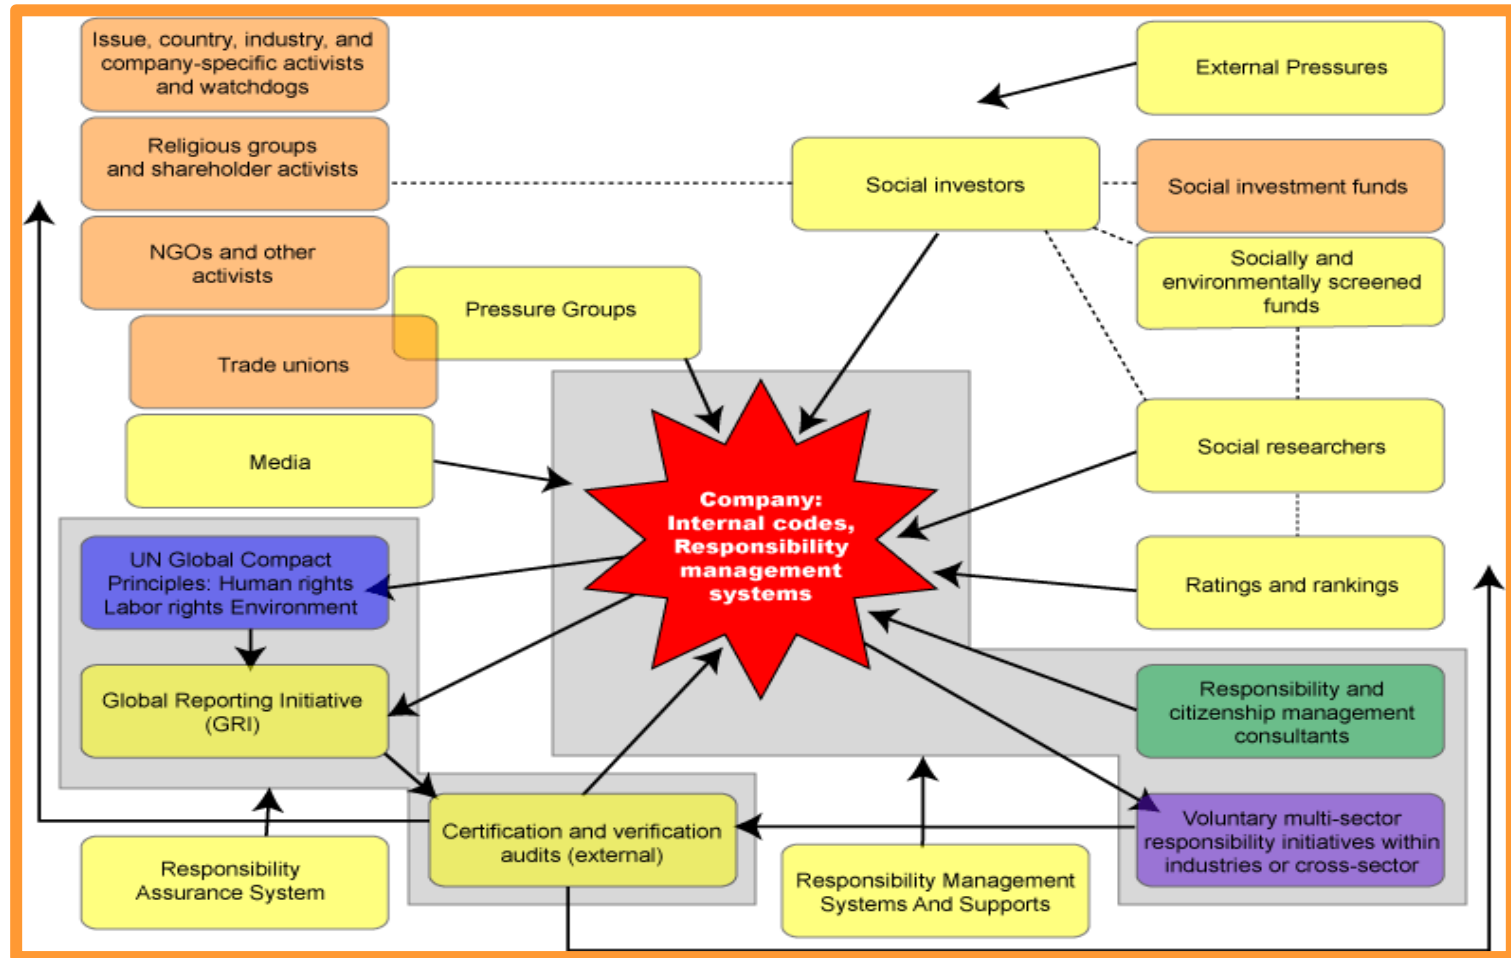 Issue, country, industry, and
company-specific activists
and watchdogs
External Pressures
Religious groups
and shareholder activists
Social investors
Social investment funds
NGOs and other
activists
Socially and
environmentally screened
funds
Pressure Groups
Trade unions
Media
Social researchers
Company:
Internal codes,
Responsibility
management
systems
UN Global Compact
Principles: Human rights
Labor rights Environment
Ratings and rankings
Global Reporting Initiative
(GRI)
Responsibility and
citizenship management
consultants
Certification and verification
audits (external)
Voluntary multi-sector
responsibility initiatives within
industries or cross-sector
Responsibility
Assurance System
Responsibility Management
Systems And Supports